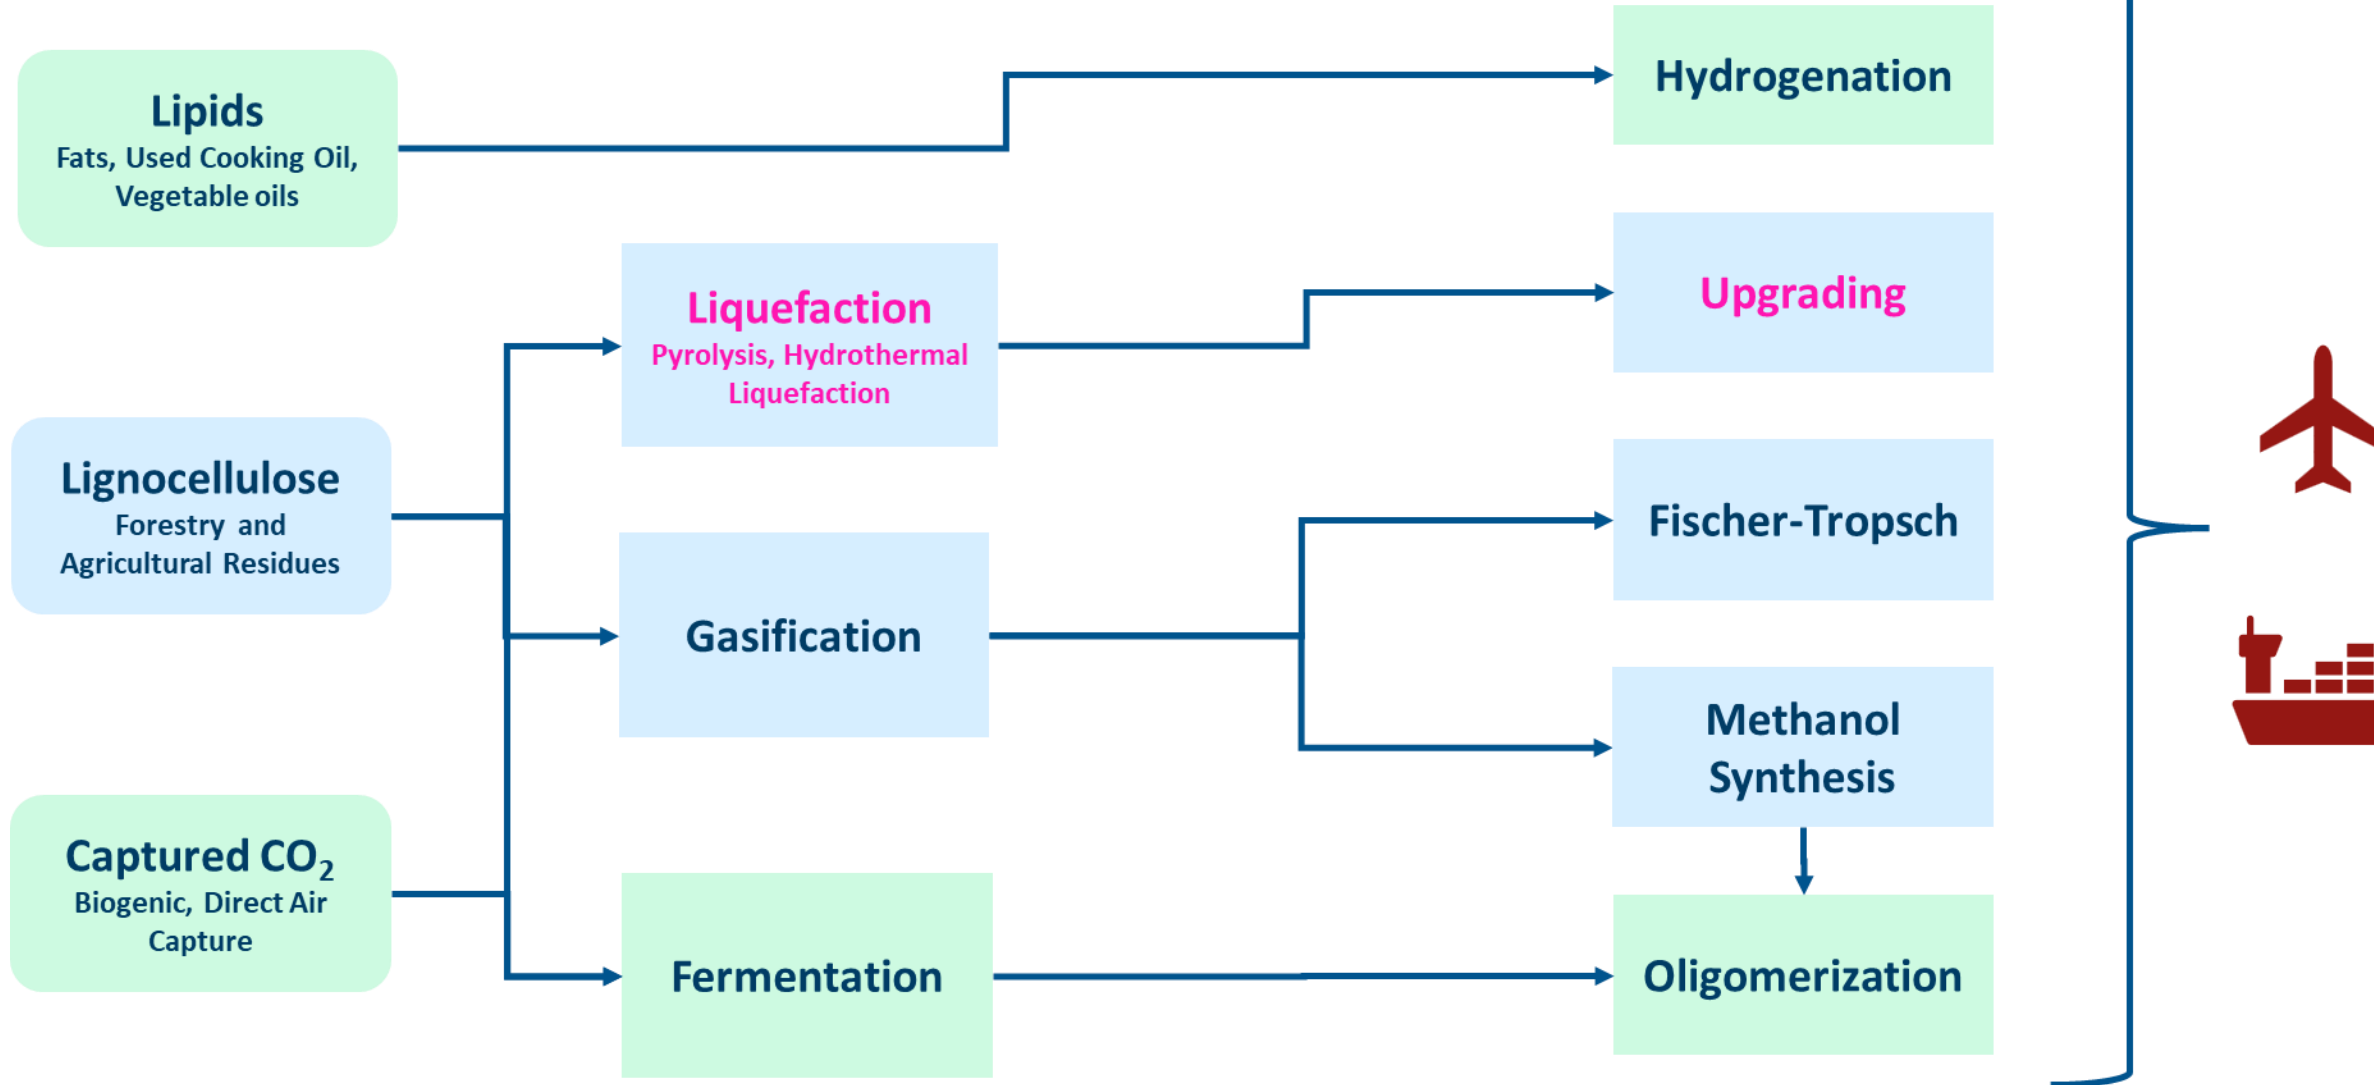 Lipids
Fats, Used Cooking Oil,
Vegetable oils
Lignocellulose
Forestry and
Agricultural Residues
Captured CO₂
Biogenic, Direct Air
Capture
Liquefaction
Pyrolysis, Hydrothermal
Liquefaction
Gasification
Fermentation
Hydrogenation
Upgrading
Fischer-Tropsch
Methanol
Synthesis
Oligomerization